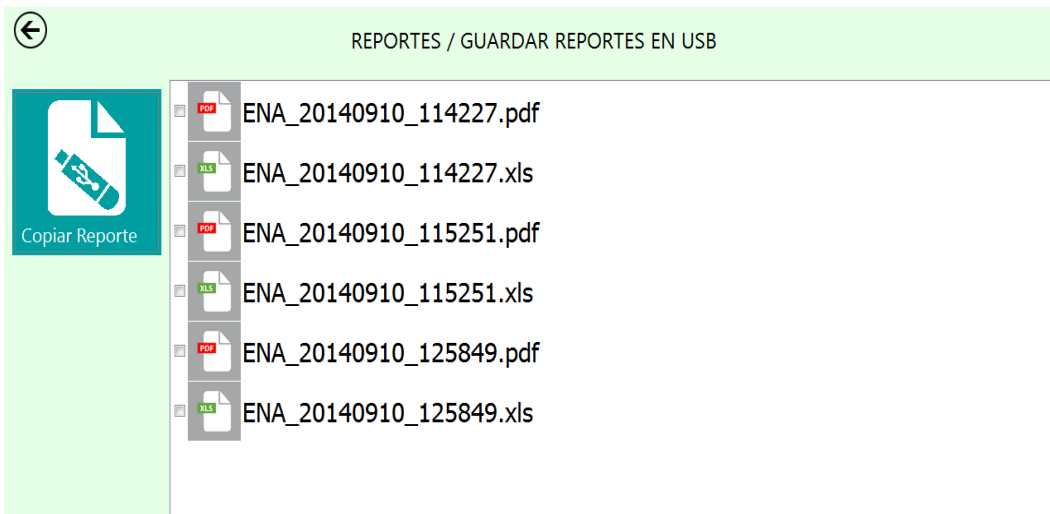 REPORTES / GUARDAR REPORTES EN USB
Copiar Reporte
PDF ENA_20140910_114227.pdf
XLS ENA_20140910_114227.xls
PDF ENA_20140910_115251.pdf
XLS ENA_20140910_115251.xls
PDF ENA_20140910_125849.pdf
XLS ENA_20140910_125849.xls